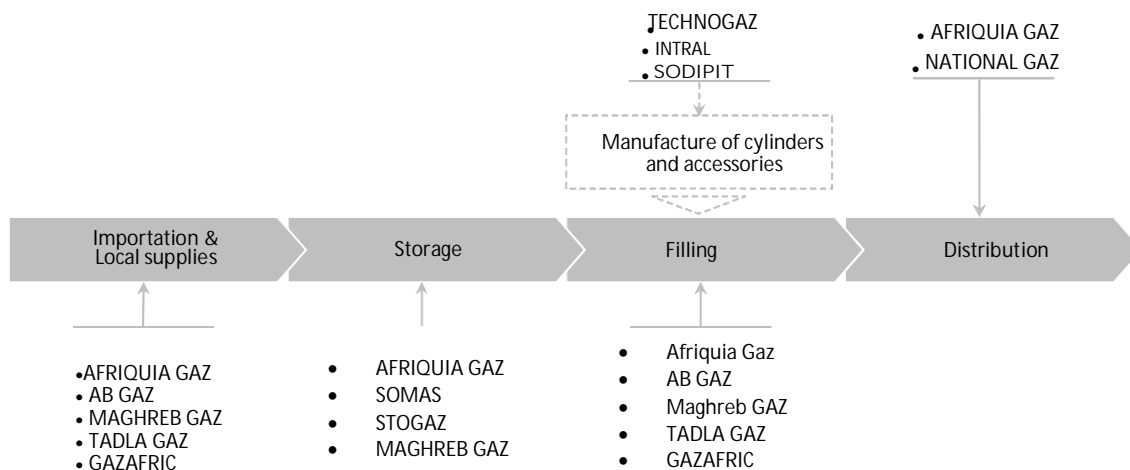 TECHNOGAZ
• INTRAL
• SODIPIT
• AFRIQUIA GAZ
• NATIONAL GAZ
Manufacture of cylinders
and accessories
Importation &
Local supplies
Storage
Filling
Distribution
•AFRIQUIA GAZ
• AB GAZ
• MAGHREB GAZ
• TADLA GAZ
• GAZAFRIC
• AFRIQUIA GAZ
• SOMAS
• STOGAZ
• MAGHREB GAZ
• Afriquia Gaz
• AB GAZ
• Maghreb GAZ
• TADLA GAZ
• GAZAFRIC